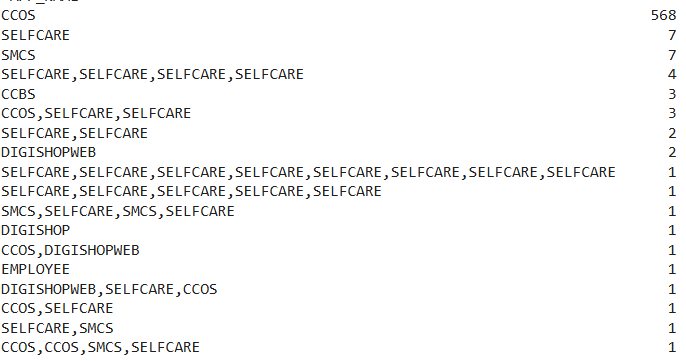 CCOS 568
SELFCARE 7
SMCS 7
SELFCARE,SELFCARE,SELFCARE,SELFCARE 4
CCBS 3
CCOS,SELFCARE,SELFCARE 3
SELFCARE,SELFCARE 2
DIGISHOPWEB 2
SELFCARE,SELFCARE,SELFCARE,SELFCARE,SELFCARE,SELFCARE,SELFCARE,SELFCARE 1
SELFCARE,SELFCARE,SELFCARE,SELFCARE,SELFCARE 1
SMCS,SELFCARE,SMCS,SELFCARE 1
DIGISHOP 1
CCOS,DIGISHOPWEB 1
EMPLOYEE 1
DIGISHOPWEB,SELFCARE,CCOS 1
CCOS,SELFCARE 1
SELFCARE,SMCS 1
CCOS,CCOS,SMCS,SELFCARE 1